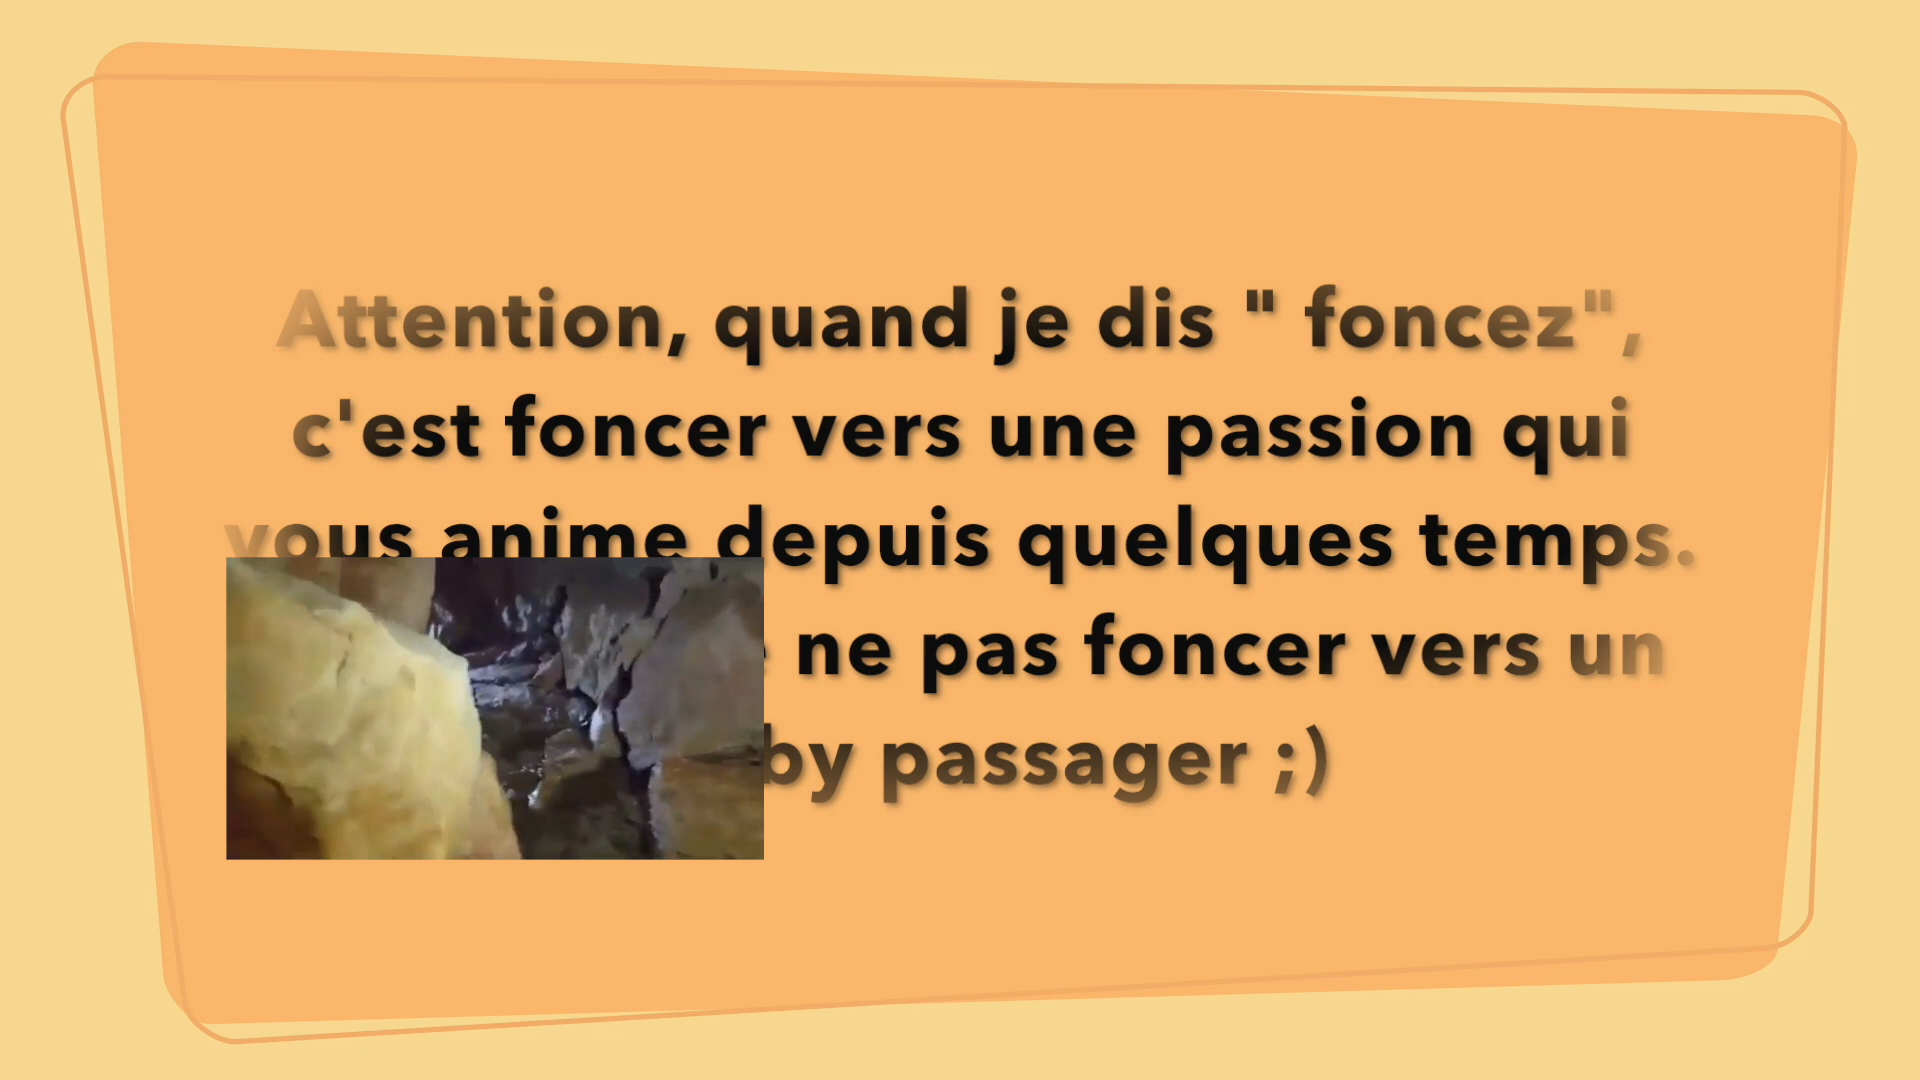 Attention, quand je dis " foncez",
c'est foncer vers une passion qui
vous anime depuis quelques temps.
ne pas foncer vers un
passager ;)